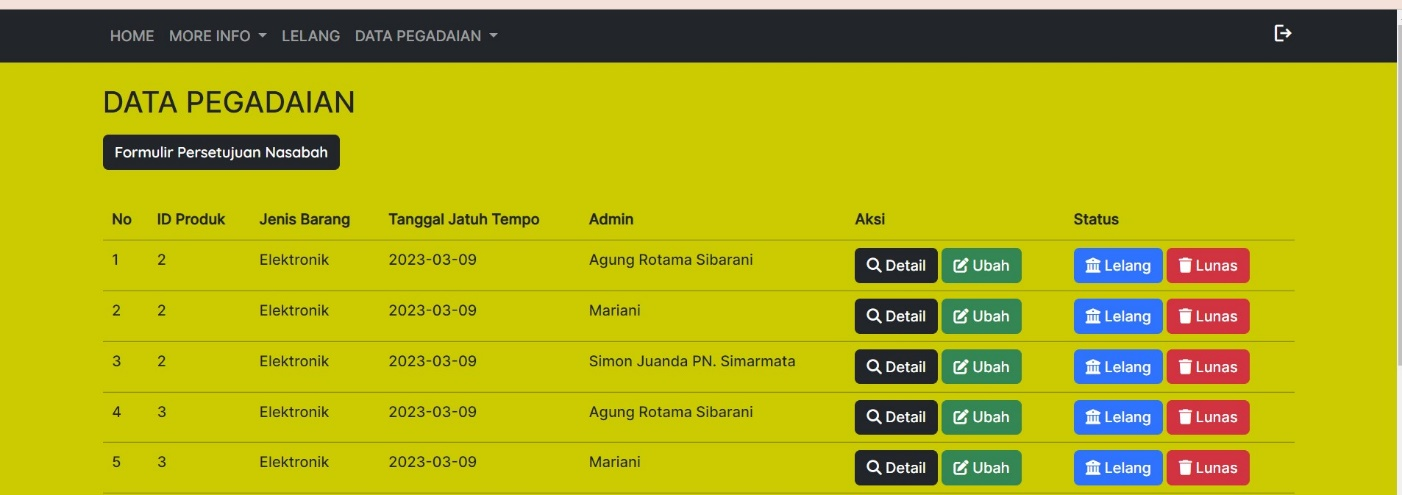 HOME MORE INFO LELANG DATA PEGADAIAN
DATA PEGADAIAN
Formulir Persetujuan Nasabah
No ID Produk Jenis Barang Tanggal Jatuh Tempo Admin Aksi Status
1 2 Elektronik 2023-03-09 Agung Rotama Sibarani Detail Ubah Lelang Lunas
2 2 Elektronik 2023-03-09 Mariani Detail Ubah Lelang Lunas
3 2 Elektronik 2023-03-09 Simon Juanda PN. Simarmata Detail Ubah Lelang Lunas
4 3 Elektronik 2023-03-09 Agung Rotama Sibarani Detail Ubah Lelang Lunas
5 3 Elektronik 2023-03-09 Mariani Detail Ubah Lelang Lunas